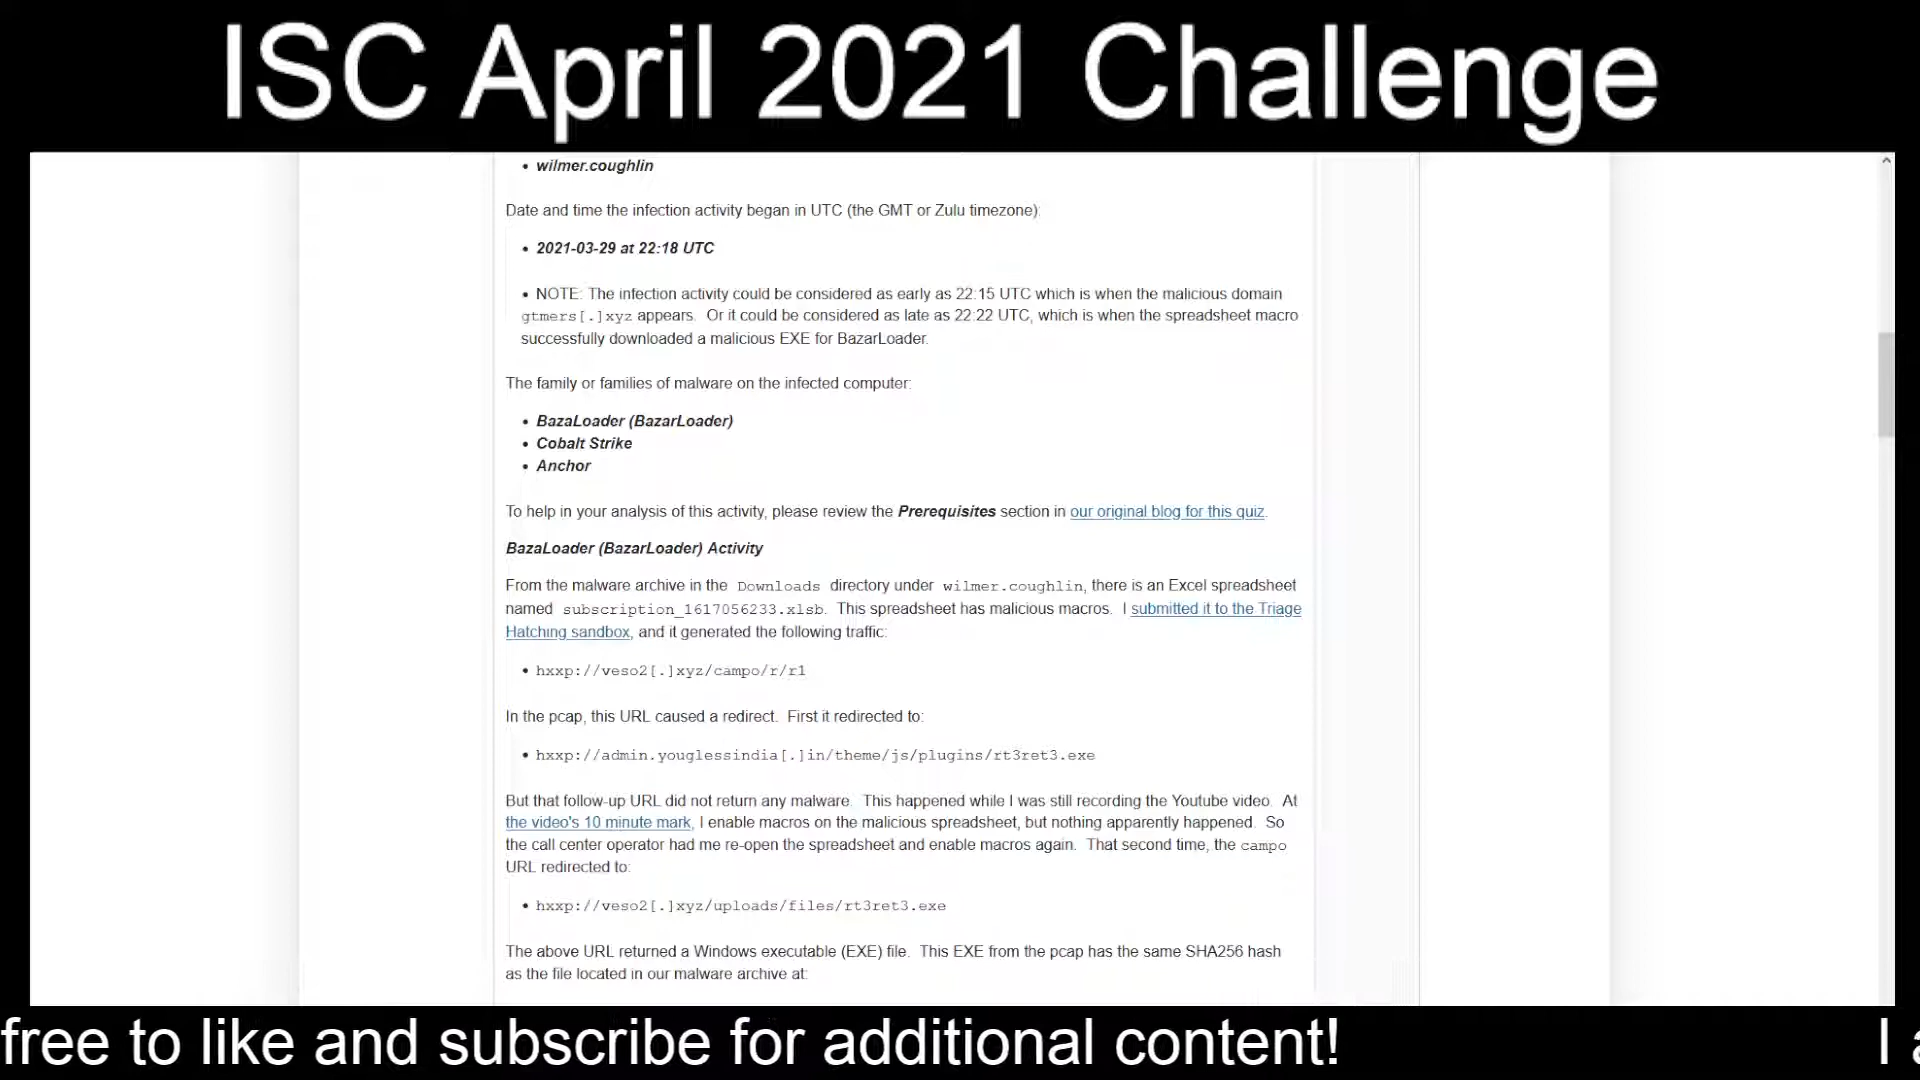 ISC April 2021 Challenge
• wilmer.coughlin
Date and time the infection activity began in UTC (the GMT or Zulu timezone):
• 2021-03-29 at 22:18 UTC
• NOTE: The infection activity could be considered as early as 22:15 UTC which is when the malicious domain
gtmers[.]xyz appears. Or it could be considered as late as 22:22 UTC, which is when the spreadsheet macro
successfully downloaded a malicious EXE for BazarLoader.
The family or families of malware on the infected computer:
• BazaLoader (BazarLoader)
• Cobalt Strike
• Anchor
To help in your analysis of this activity, please review the Prerequisites section in our original blog for this quiz.
BazaLoader (BazarLoader) Activity
From the malware archive in the Downloads directory under wilmer.coughlin, there is an Excel spreadsheet
named subscription_1617056233.xlsb. This spreadsheet has malicious macros. I submitted it to the Triage
Hatching sandbox, and it generated the following traffic:
• hxxp://veso2[.]xyz/campo/r/r1
In the pcap, this URL caused a redirect. First it redirected to:
• hxxp://admin.youglessindia[.]in/theme/js/plugins/rt3ret3.exe
But that follow-up URL did not return any malware. This happened while I was still recording the Youtube video. At
the video's 10 minute mark, I enable macros on the malicious spreadsheet, but nothing apparently happened. So
the call center operator had me re-open the spreadsheet and enable macros again. That second time, the campo
URL redirected to:
• hxxp://veso2[.]xyz/uploads/files/rt3ret3.exe
The above URL returned a Windows executable (EXE) file. This EXE from the pcap has the same SHA256 hash
as the file located in our malware archive at:
free to like and subscribe for additional content! I a